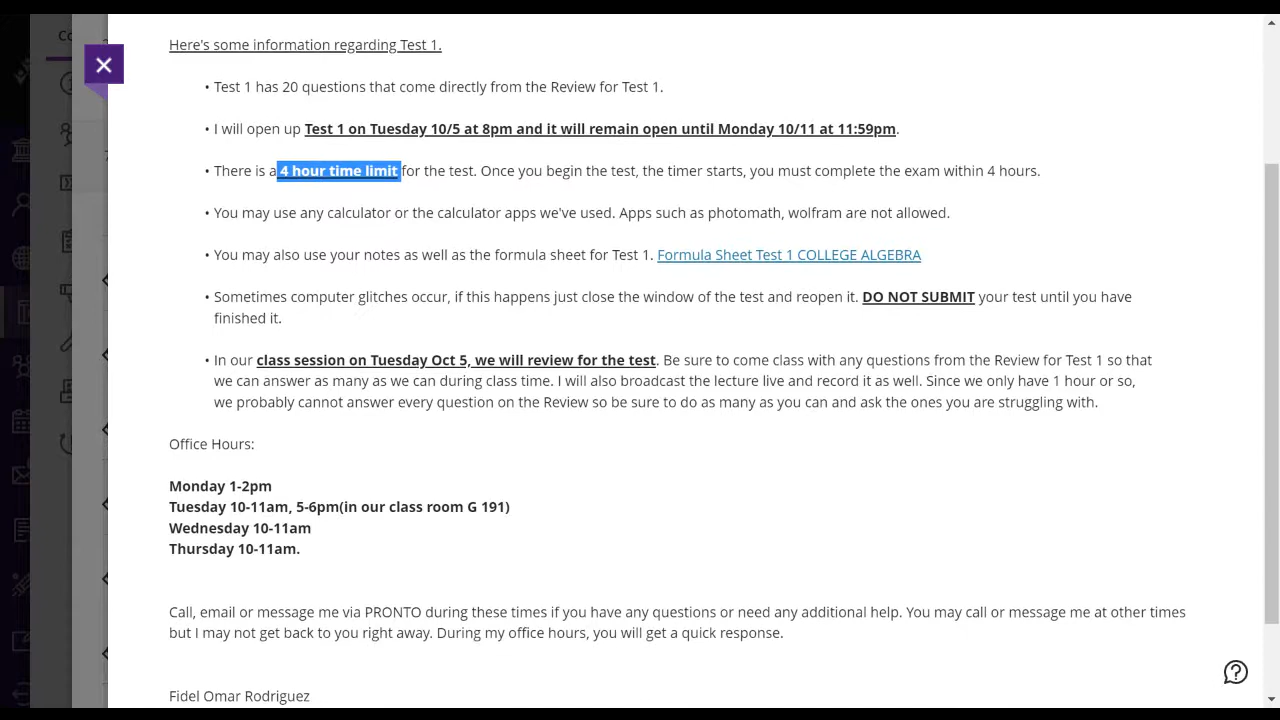 Co
Here's some information regarding Test 1.
• Test 1 has 20 questions that come directly from the Review for Test 1.
• I will open up Test 1 on Tuesday 10/5 at 8pm and it will remain open until Monday 10/11 at 11:59pm.
• There is a 4 hour time limit for the test. Once you begin the test, the timer starts, you must complete the exam within 4 hours.
• You may use any calculator or the calculator apps we've used. Apps such as photomath, wolfram are not allowed.
• You may also use your notes as well as the formula sheet for Test 1. Formula Sheet Test 1 COLLEGE ALGEBRA
• Sometimes computer glitches occur, if this happens just close the window of the test and reopen it. DO NOT SUBMIT your test until you have
finished it.
• In our class session on Tuesday Oct 5, we will review for the test. Be sure to come class with any questions from the Review for Test 1 so that
we can answer as many as we can during class time. I will also broadcast the lecture live and record it as well. Since we only have 1 hour or so,
we probably cannot answer every question on the Review so be sure to do as many as you can and ask the ones you are struggling with.
Office Hours:
Monday 1-2pm
Tuesday 10-11am, 5-6pm(in our class room G 191)
Wednesday 10-11am
Thursday 10-11am.
Call, email or message me via PRONTO during these times if you have any questions or need any additional help. You may call or message me at other times
but I may not get back to you right away. During my office hours, you will get a quick response.
Fidel Omar Rodriguez